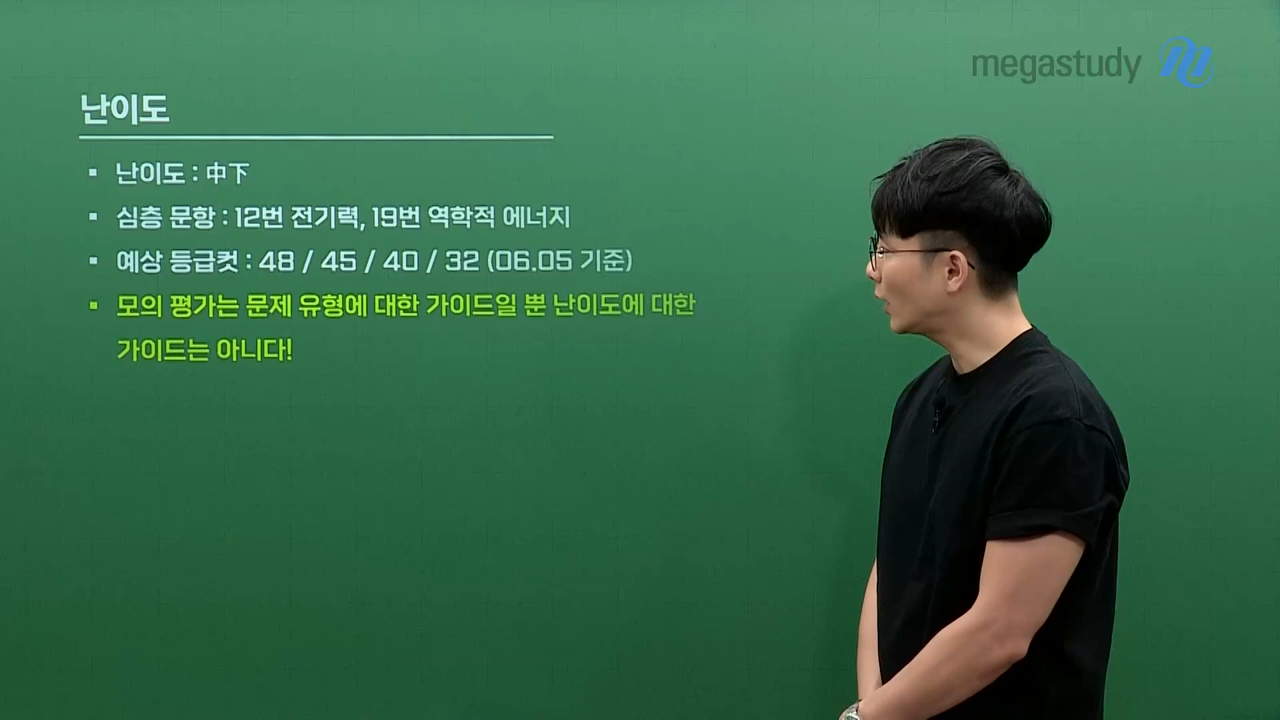 megastudy
난이도
▪ 난이도 : 中下
▪ 심층 문항 : 12번 전기력, 19번 역학적 에너지
▪ 예상 등급컷 : 48 / 45 / 40 / 32 (06.05 기준)
▪ 모의 평가는 문제 유형에 대한 가이드일 뿐 난이도에 대한
가이드는 아니다!